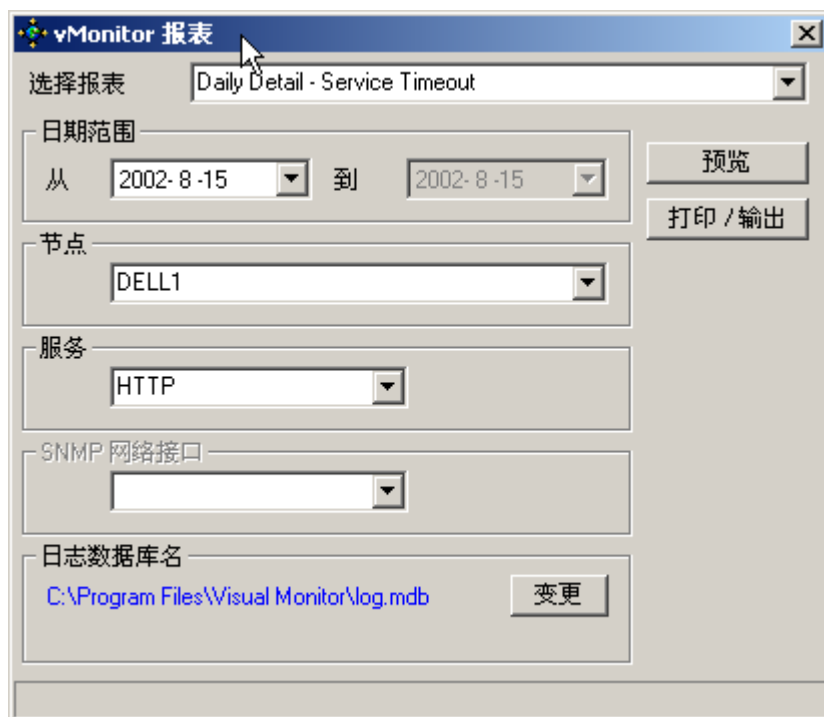 vMonitor 报表
选择报表 Daily Detail - Service Timeout
日期范围
从 2002- 8 -15 到 2002- 8 -15
预览
打印 / 输出
节点
DELL1
服务
HTTP
SNMP 网络接口
日志数据库名
C:\Program Files\Visual Monitor\log.mdb 变更